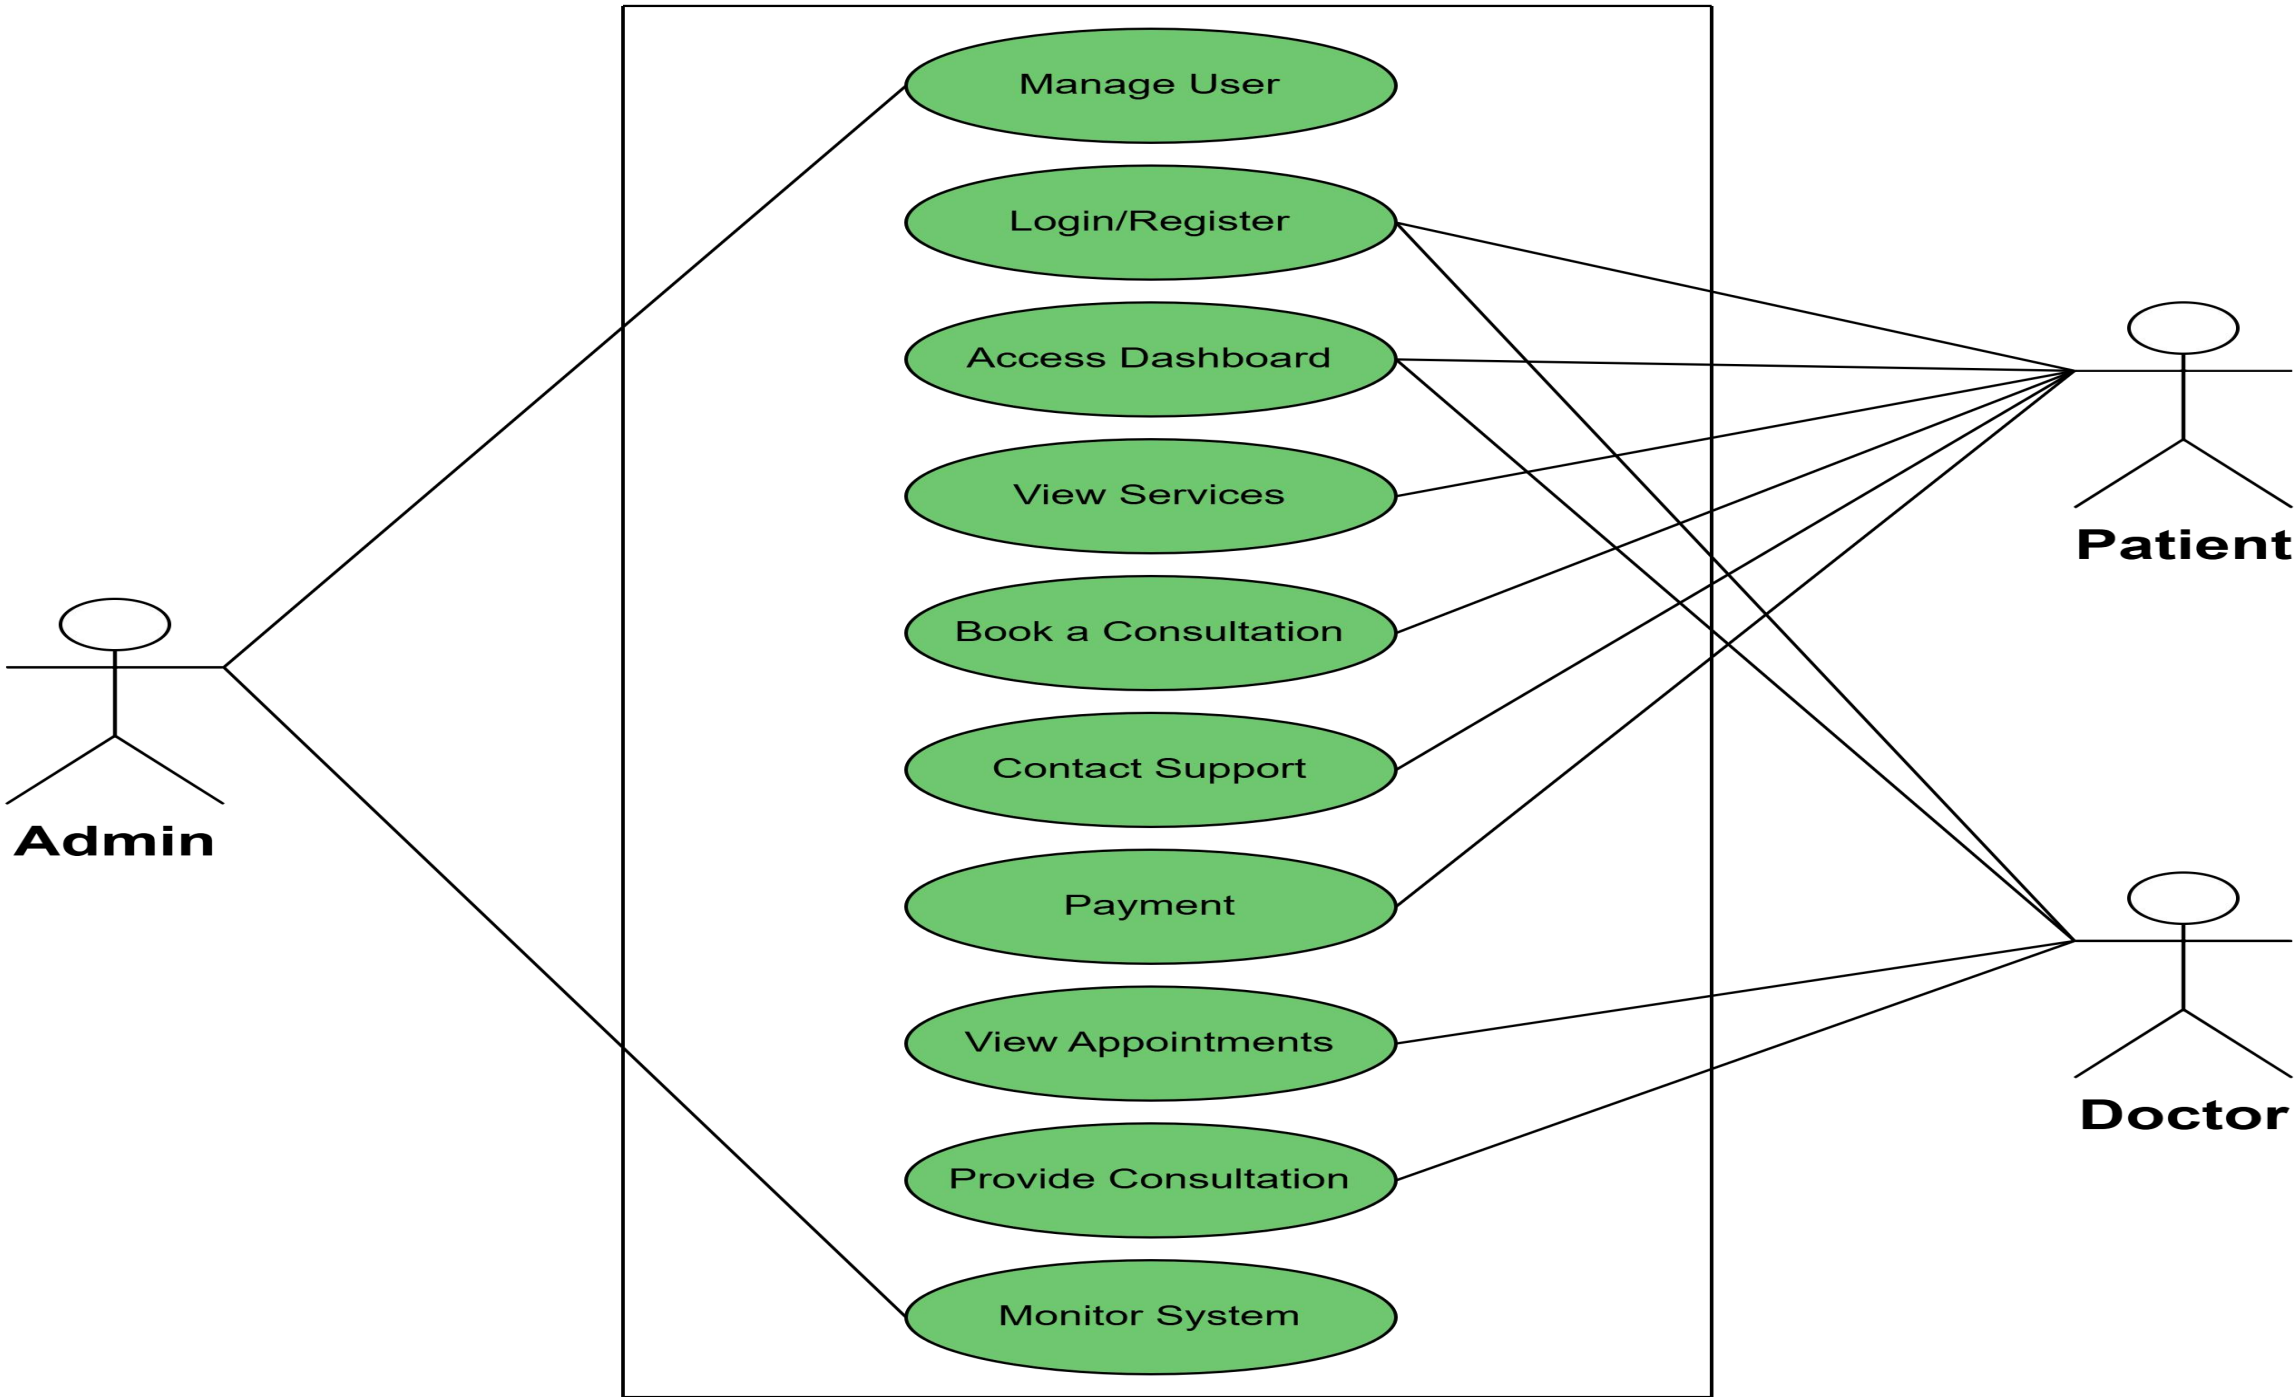 Manage User
Login/Register
Access Dashboard
View Services
Book a Consultation
Contact Support
Payment
View Appointments
Provide Consultation
Monitor System
Admin
Patient
Doctor